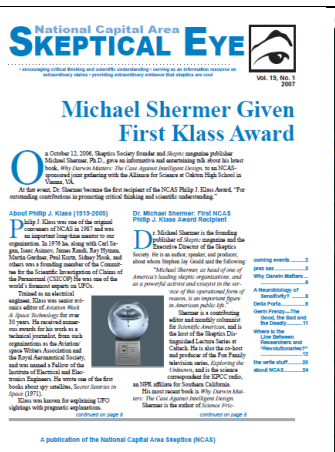 National Capital Area
SKEPTICAL EYE
• encouraging critical thinking and scientific understanding • serving as an information resource on
extraordinary claims • providing extraordinary evidence that skeptics are cool
Vol. 19, No. 1
2007
Michael Shermer Given
First Klass Award
On October 12, 2006, Skeptics Society founder and Skeptic magazine publisher
Michael Shermer, Ph.D., gave an informative and entertaining talk about his latest
book, Why Darwin Matters: The Case Against Intelligent Design, to an NCAS-
sponsored joint gathering with the Alliance for Science at Oakton High School in
Vienna, VA.
At that event, Dr. Shermer became the first recipient of the NCAS Philip J. Klass Award, "For
outstanding contributions in promoting critical thinking and scientific understanding."
About Philip J. Klass (1919-2005)
Philip J. Klass was one of the original
conveners of NCAS in 1987 and was
an important long-time mentor to our
organization. In 1976 he, along with Carl Sa-
gan, Isaac Asimov, James Randi, Ray Hyman,
Martin Gardner, Paul Kurtz, Sidney Hook, and
others was a founding member of the Commit-
tee for the Scientific Investigation of Claims of
the Paranormal (CSICOP) He was one of the
world's foremost experts on UFOs.
Trained as an electrical
engineer, Klass was senior avi-
onics editor of Aviation Week
& Space Technology for over
30 years. He received numer-
ous awards for his work as a
technical journalist, from such
organizations as the Aviation/
space Writers Association and
the Royal Aeronautical Society,
and was named a Fellow of the
Institute of Electrical and Elec-
tronics Engineers. He wrote one of the first
books about spy satellites, Secret Sentries in
Space (1971).
Klass was known for explaining UFO
sightings with pragmatic explanations.
continued on page 6
Dr. Michael Shermer: First NCAS
Philip J. Klass Award Recipient
Dr. Michael Shermer is the founding
publisher of Skeptic magazine and the
Executive Director of the Skeptics
Society. He is an author, speaker, and producer,
about whom Stephen Jay Gould said the following:
"Michael Shermer, as head of one of
America's leading skeptic organizations, and
as a powerful activist and essayist in the ser-
vice of this operational form of
reason, is an important figure
in American public life."
Shermer is a contributing
editor and monthly columnist
for Scientific American, and is
the host of the Skeptics Dis-
tinguished Lecture Series at
Caltech. He is also the co-host
and producer of the Fox Family
television series, Exploring the
Unknown, and is the science
correspondent for KPCC radio,
an NPR affiliate for Southern California.
His most recent book is Why Darwin Mat-
ters: The Case Against Intelligent Design.
Shermer is the author of Science Fric-
continued on page 6
coming events ........2
prez sez ........3
Why Darwin Matters ..
A Neurobiology of
Sensitivity? ........8
Delta Forts ........9
Germ Frenzy—The
Good, the Bad and
the Deadly ........11
Where is the
Line Between
Researchers and
"Revolutionaries?"
........12
the write stuff ........20
about NCAS ........24
A publication of the National Capital Area Skeptics (NCAS)